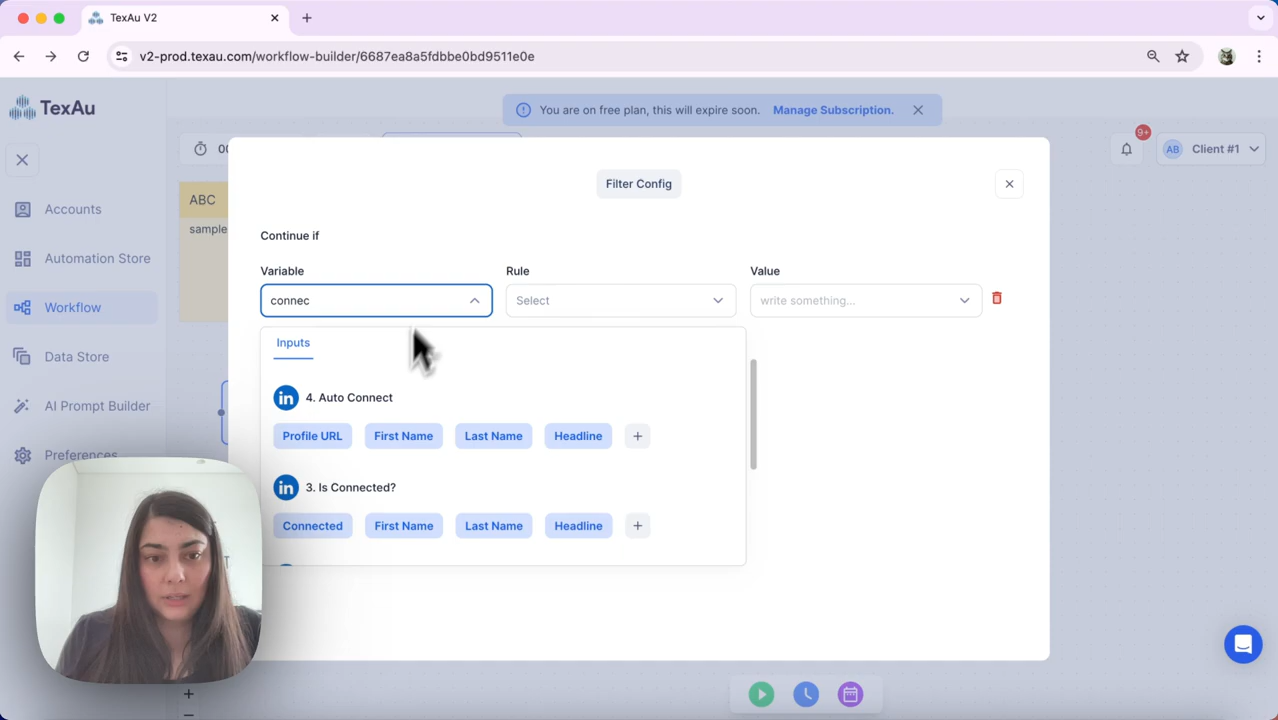 TexAu V2
v2-prod.texau.com/workflow-builder/6687ea8a5fdbbe0bd9511e0e
TexAu
You are on free plan, this will expire soon. Manage Subscription.
9+
AB Client #1
00
ABC
sample
Accounts
Automation Store
Workflow
Data Store
AI Prompt Builder
Preferences
Filter Config
Continue if
Variable
Rule
Value
connec
Select
write something...
Inputs
in 4. Auto Connect
Profile URL First Name Last Name Headline +
in 3. Is Connected?
Connected First Name Last Name Headline +